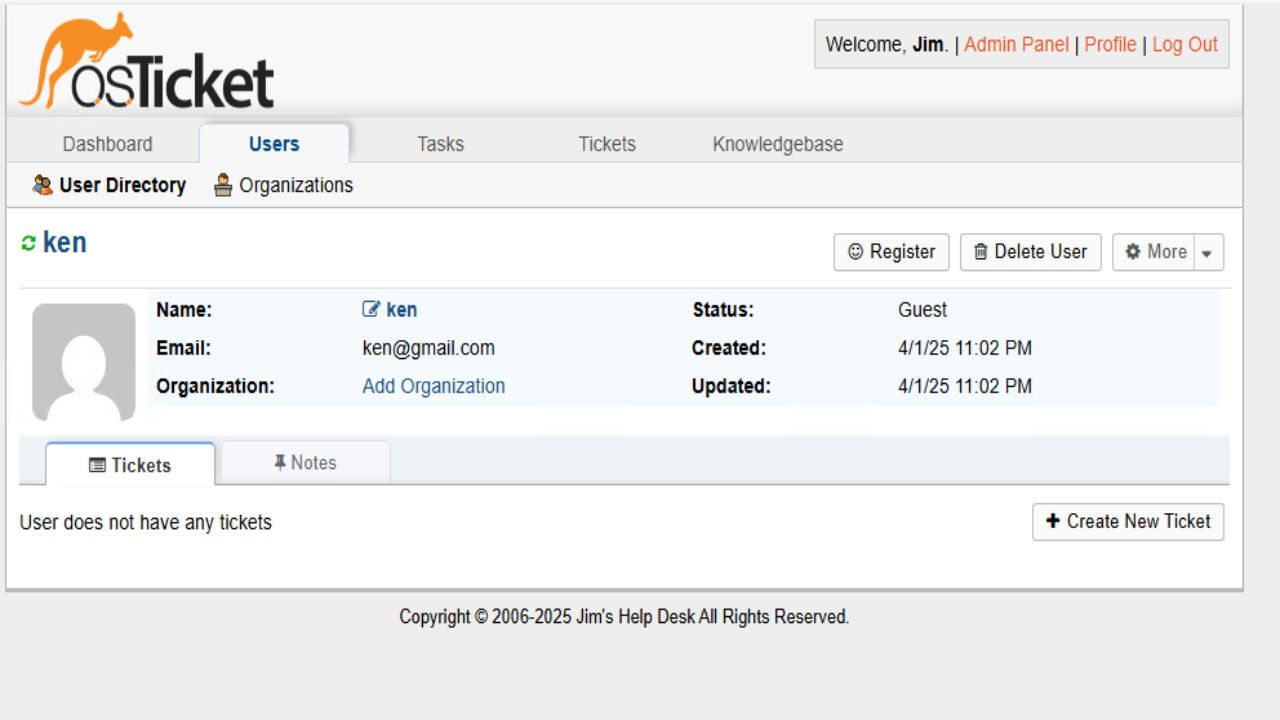 osTicket
Welcome, Jim. | Admin Panel | Profile | Log Out
Dashboard Users Tasks Tickets Knowledgebase
User Directory Organizations
ken
Register Delete User More
Name: ken Status: Guest
Email: ken@gmail.com Created: 4/1/25 11:02 PM
Organization: Add Organization Updated: 4/1/25 11:02 PM
Tickets Notes
User does not have any tickets Create New Ticket
Copyright © 2006-2025 Jim's Help Desk All Rights Reserved.